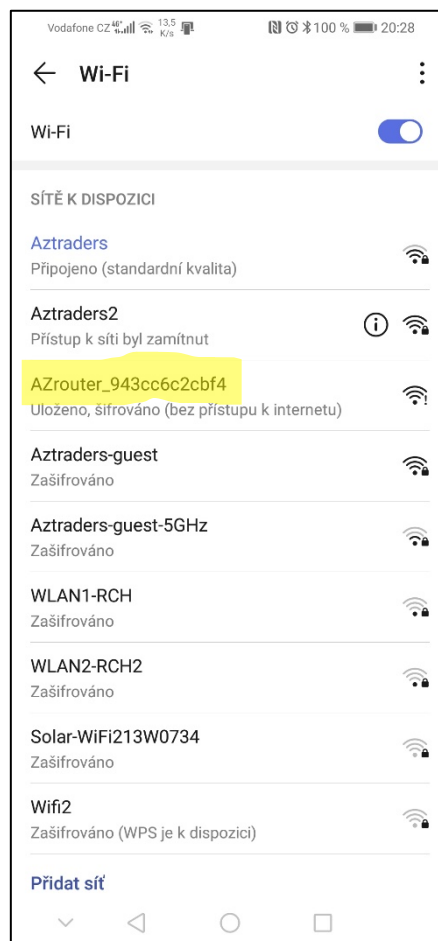 Vodafone CZ 46+ 13,5 K/s 100 % 20:28
Wi-Fi
Wi-Fi
SÍTĚ K DISPOZICI
Aztraders
Připojeno (standardní kvalita)
Aztraders2
Přístup k síti byl zamítnut
AZrouter_943cc6c2cbf4
Uloženo, šifrováno (bez přístupu k internetu)
Aztraders-guest
Zašifrováno
Aztraders-guest-5GHz
Zašifrováno
WLAN1-RCH
Zašifrováno
WLAN2-RCH2
Zašifrováno
Solar-WiFi213W0734
Zašifrováno
Wifi2
Zašifrováno (WPS je k dispozici)
Přidat síť